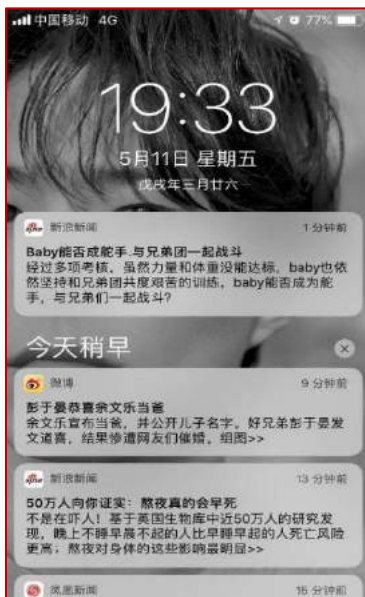 中国移动 4G 77%
19:33
5月11日 星期五
戊戌年三月廿六
新浪新闻 1 分钟前
Baby能否成舵手.与兄弟团一起战斗
经过多项考核，虽然力量和体重没能达标，baby也依
然坚持和兄弟团共度艰苦的训练，baby能否成为舵
手，与兄弟们一起战斗？
今天稍早
微博 9 分钟前
彭于晏恭喜余文乐当爸
余文乐宣布当爸，并公开儿子名字。好兄弟彭于晏发
文道喜，结果惨遭网友们催婚。组图>>
新浪新闻 13 分钟前
50万人向你证实：熬夜真的会早死
不是在吓人！基于英国生物库中近50万人的研究发
现，晚上不睡早晨不起的人比早睡早起的人死亡风险
更高；熬夜对身体的这些影响最明显>>
凤凰新闻 15 分钟前